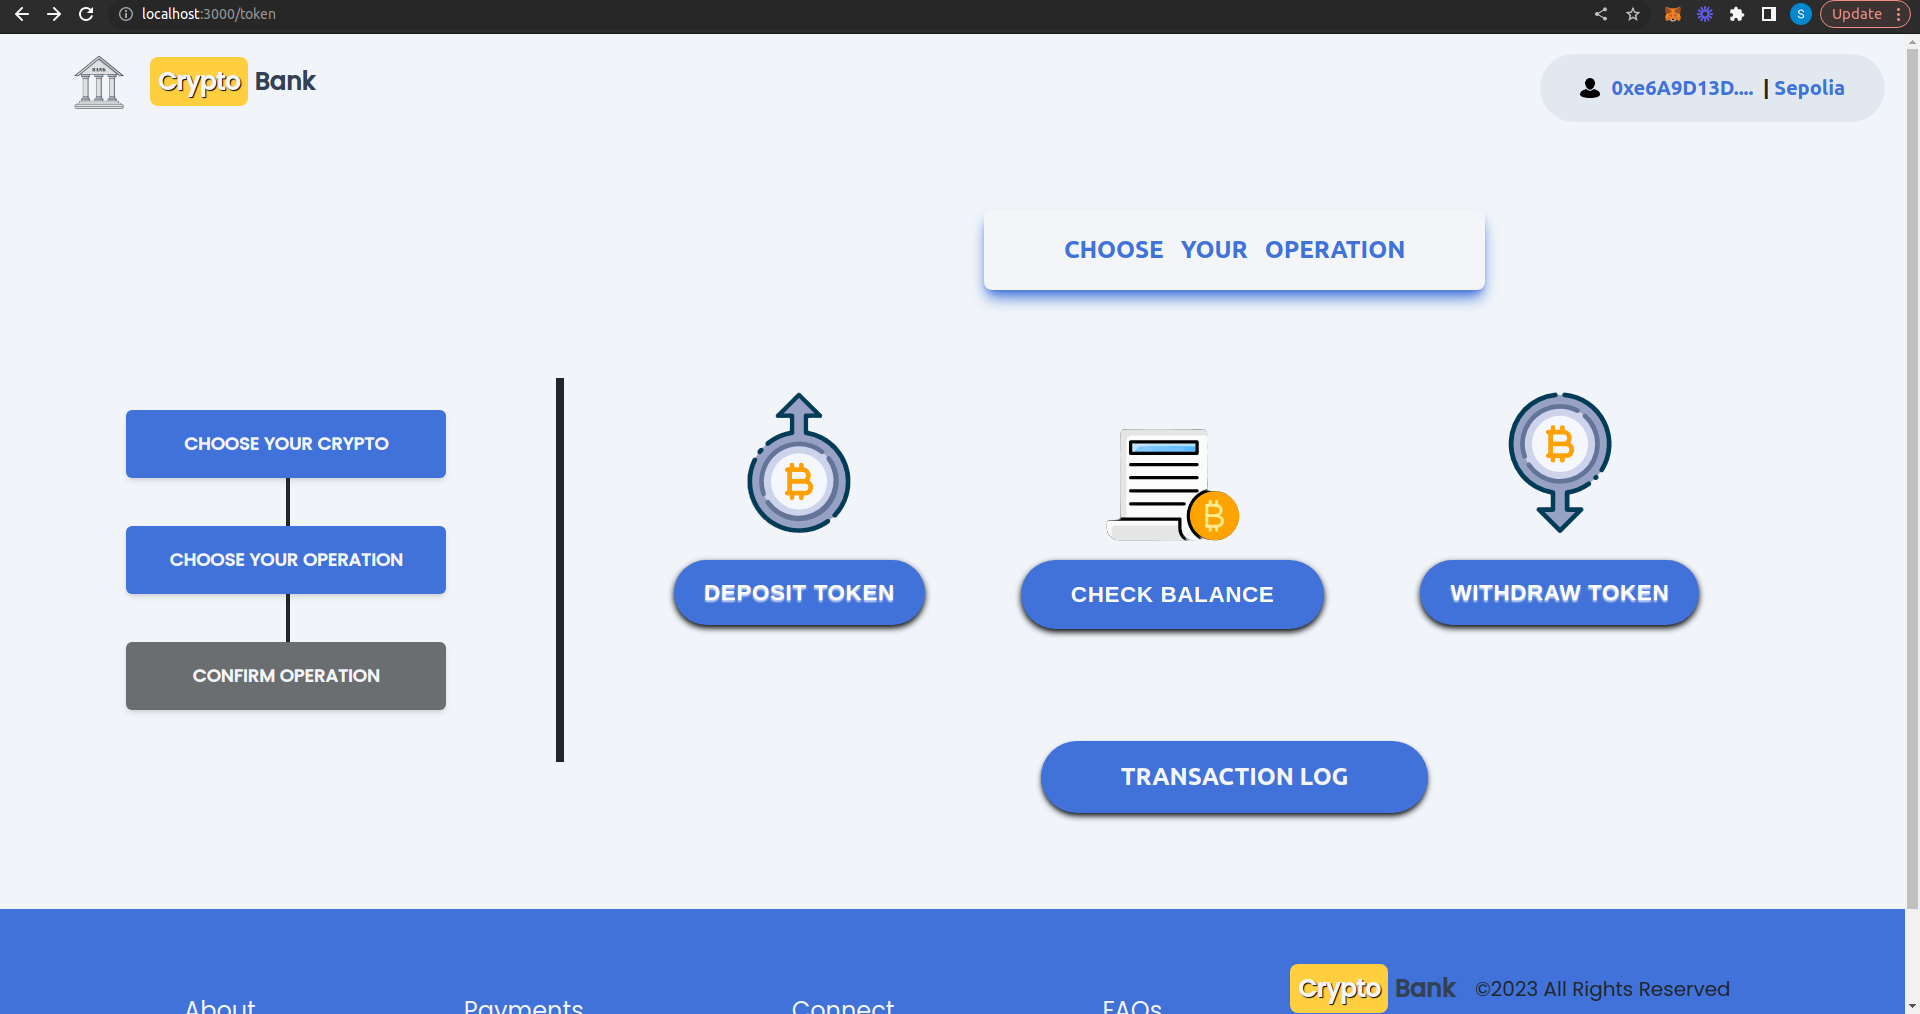 localhost:3000/token
S
Update
BANK
Crypto Bank
0xe6A9D13D.... | Sepolia
CHOOSE YOUR OPERATION
CHOOSE YOUR CRYPTO
CHOOSE YOUR OPERATION
CONFIRM OPERATION
DEPOSIT TOKEN
CHECK BALANCE
WITHDRAW TOKEN
TRANSACTION LOG
About
Payments
Connect
FAQs
Crypto Bank ©2023 All Rights Reserved